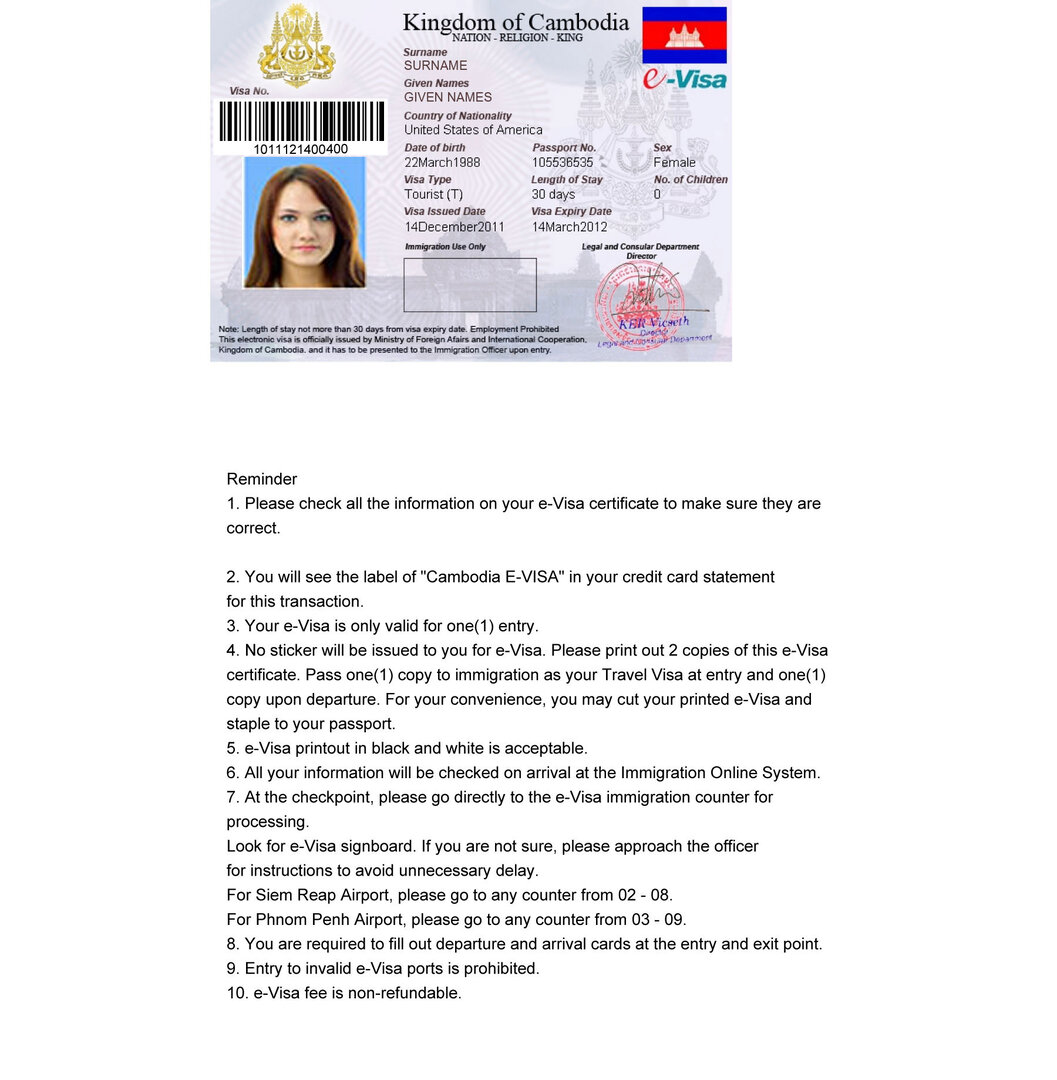 Kingdom of Cambodia
NATION - RELIGION - KING
e-Visa
Visa No.
1011121400400
Surname
SURNAME
Given Names
GIVEN NAMES
Country of Nationality
United States of America
Date of birth Passport No. Sex
22March1988 105536535 Female
Visa Type Length of Stay No. of Children
Tourist (T) 30 days 0
Visa Issued Date Visa Expiry Date
14December2011 14March2012
Immigration Use Only Legal and Consular Department
Director
KER Vicseth
Director
Legal and Consular Department
Note: Length of stay not more than 30 days from visa expiry date. Employment Prohibited
This electronic visa is officially issued by Ministry of Foreign Afairs and International Cooperation,
Kingdom of Cambodia. and it has to be presented to the Immigration Officer upon entry.
Reminder
1. Please check all the information on your e-Visa certificate to make sure they are
correct.
2. You will see the label of "Cambodia E-VISA" in your credit card statement
for this transaction.
3. Your e-Visa is only valid for one(1) entry.
4. No sticker will be issued to you for e-Visa. Please print out 2 copies of this e-Visa
certificate. Pass one(1) copy to immigration as your Travel Visa at entry and one(1)
copy upon departure. For your convenience, you may cut your printed e-Visa and
staple to your passport.
5. e-Visa printout in black and white is acceptable.
6. All your information will be checked on arrival at the Immigration Online System.
7. At the checkpoint, please go directly to the e-Visa immigration counter for
processing.
Look for e-Visa signboard. If you are not sure, please approach the officer
for instructions to avoid unnecessary delay.
For Siem Reap Airport, please go to any counter from 02 - 08.
For Phnom Penh Airport, please go to any counter from 03 - 09.
8. You are required to fill out departure and arrival cards at the entry and exit point.
9. Entry to invalid e-Visa ports is prohibited.
10. e-Visa fee is non-refundable.